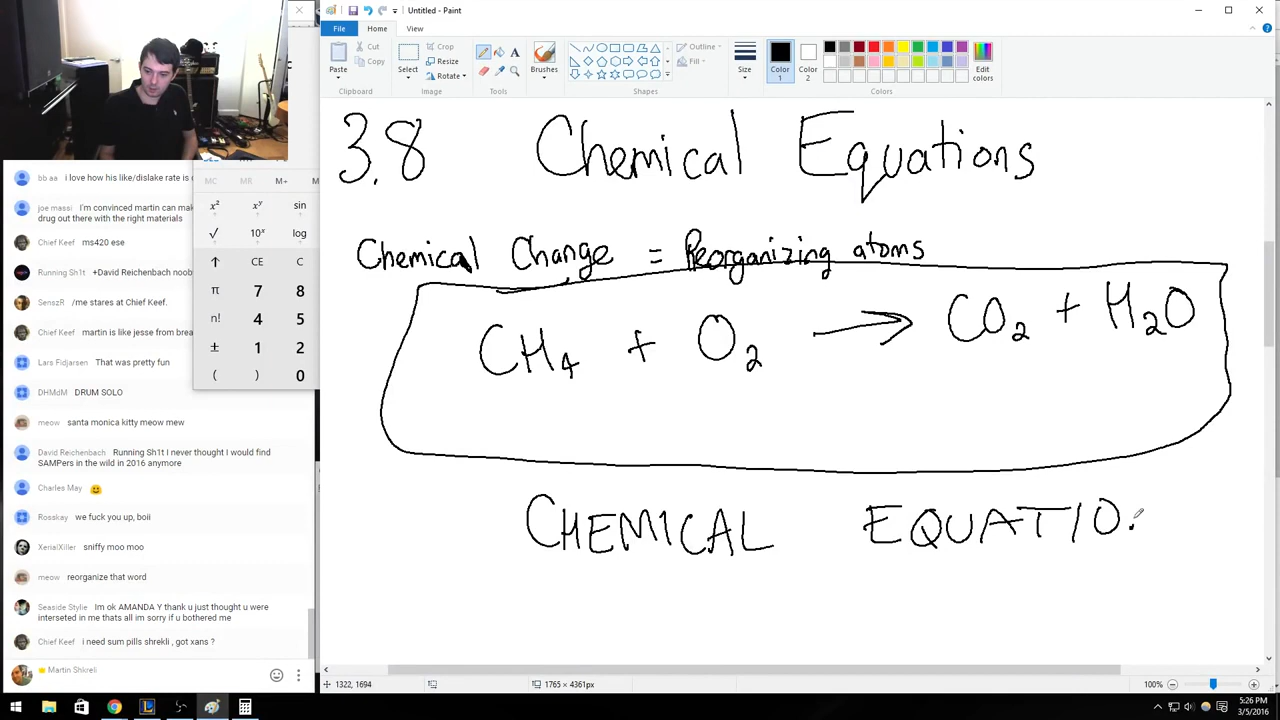 Untitled - Paint
File Home View
Paste
Cut
Copy
Clipboard
Select
Crop
Resize
Rotate
Image
Tools
Brushes
Shapes
Outline
Fill
Size
Color 1
Color 2
Edit colors
Colors
3.8 Chemical Equations
Chemical Change = Reorganizing atoms
CH4 + O2 → CO2 + H2O
CHEMICAL EQUATIO
bb aa i love how his like/dislike rate is
joe massi I'm convinced martin can mak
drug out there with the right materials
Chief Keef ms420 ese
Running Sh1t +David Reichenbach noob
SenszR /me stares at Chief Keef.
Chief Keef martin is like jesse from brea
Lars Fidjarsen That was pretty fun
DHMdM DRUM SOLO
meow santa monica kitty meow mew
David Reichenbach Running Sh1t I never thought I would find
SAMPers in the wild in 2016 anymore
Charles May
Rosskay we fuck you up, boii
XerialXiller sniffy moo moo
meow reorganize that word
Seaside Stylie Im ok AMANDA Y thank u just thought u were
interseted in me thats all im sorry if u bothered me
Chief Keef i need sum pills shrekli , got xans ?
Martin Shkreli
MC MR M+ M
x² xʸ sin
√ 10ˣ log
↑ CE C
π 7 8
n! 4 5
± 1 2
( ) 0
1322, 1694
1765 x 4361px
100%
5:26 PM
3/5/2016